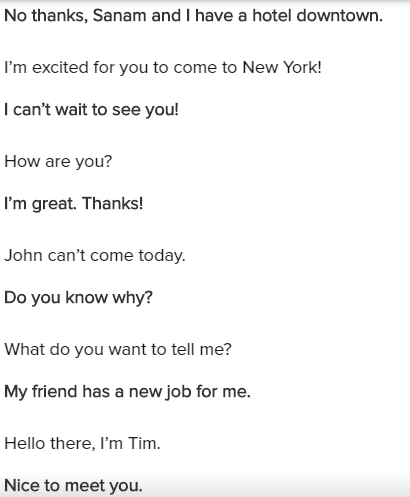 No thanks, Sanam and I have a hotel downtown.
I'm excited for you to come to New York!
I can't wait to see you!
How are you?
I'm great. Thanks!
John can't come today.
Do you know why?
What do you want to tell me?
My friend has a new job for me.
Hello there, I'm Tim.
Nice to meet you.